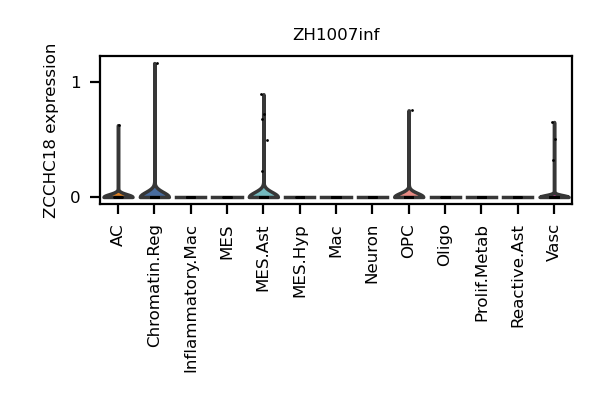 ZH1007inf
ZCCHC18 expression
1
0
AC
Chromatin.Reg
Inflammatory.Mac
MES
MES.Ast
MES.Hyp
Mac
Neuron
OPC
Oligo
Prolif.Metab
Reactive.Ast
Vasc